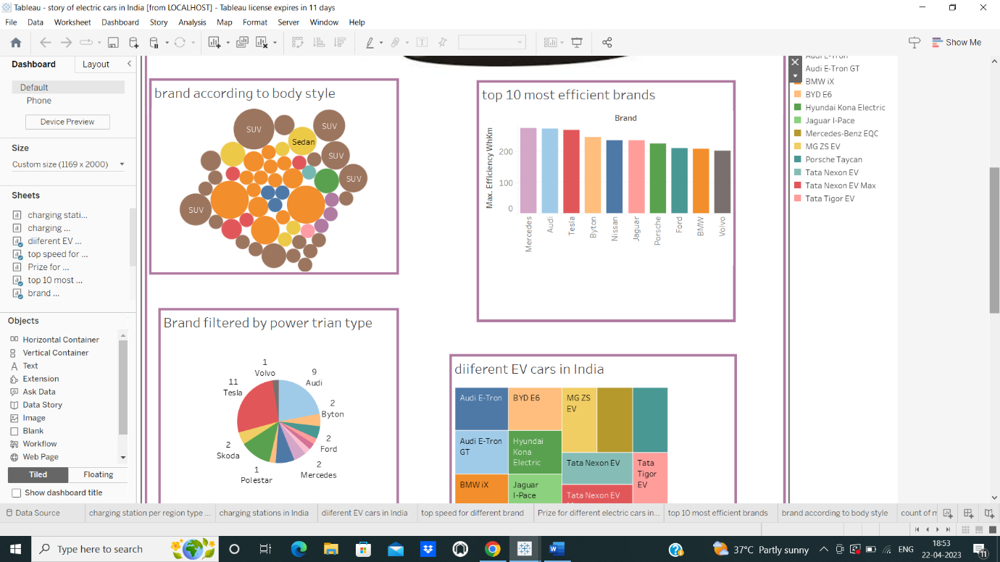 Tableau - story of electric cars in India [from LOCALHOST] - Tableau license expires in 11 days
File Data Worksheet Dashboard Story Analysis Map Format Server Window Help
Show Me
Dashboard Layout
Default
Phone
Device Preview
Size
Custom size (1169 x 2000)
Sheets
charging stati...
charging ...
diiferent EV ...
top speed for ...
Prize for ...
top 10 most ...
brand ...
Objects
Horizontal Container
Vertical Container
Text
Extension
Ask Data
Data Story
Image
Blank
Workflow
Web Page
Tiled Floating
Show dashboard title
brand according to body style
SUV
SUV
Sedan
SUV
SUV
SUV
top 10 most efficient brands
Brand
Max. Efficiency WhKm
200
100
0
Mercedes
Audi
Tesla
Byton
Nissan
Jaguar
Porsche
Ford
BMW
Volvo
Brand filtered by power trian type
1
Volvo
9
Audi
11
Tesla
2
Byton
2
Ford
2
Skoda
2
Mercedes
1
Polestar
diiferent EV cars in India
Audi E-Tron
BYD E6
MG ZS
EV
Audi E-Tron
GT
Hyundai
Kona
Electric
Tata Nexon EV
Tata
Tigor
EV
BMW iX
Jaguar
I-Pace
Tata Nexon EV
Audi E-Tron
Audi E-Tron GT
BMW iX
BYD E6
Hyundai Kona Electric
Jaguar I-Pace
Mercedes-Benz EQC
MG ZS EV
Porsche Taycan
Tata Nexon EV
Tata Nexon EV Max
Tata Tigor EV
Data Source charging station per region type ... charging stations in India diiferent EV cars in India top speed for different brand Prize for different electric cars in... top 10 most efficient brands brand according to body style count of m
Type here to search
37°C Partly sunny
ENG
18:53
22-04-2023
11